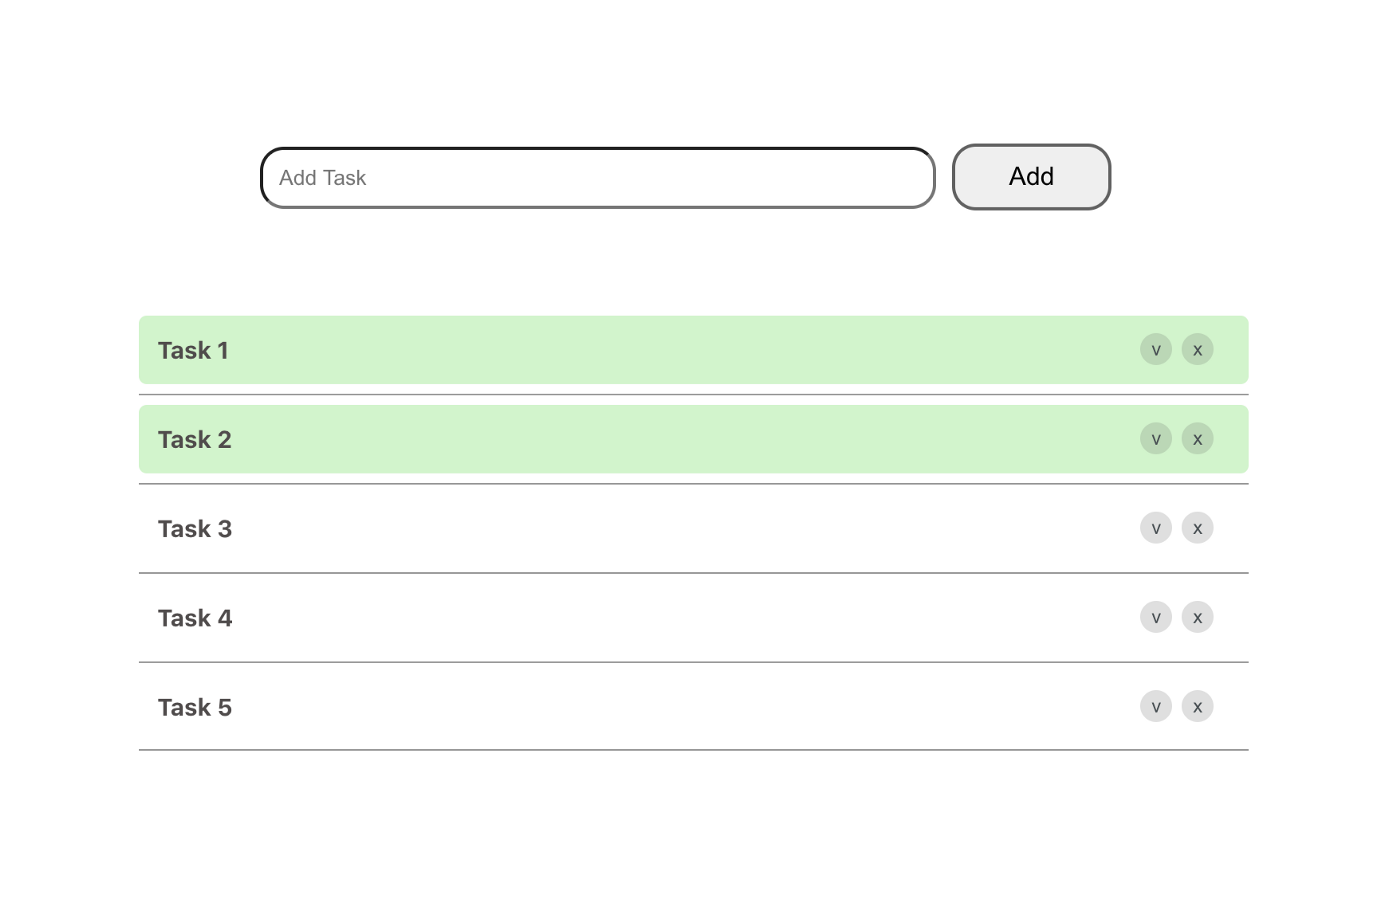 Add Task Add
Task 1 v x
Task 2 v x
Task 3 v x
Task 4 v x
Task 5 v x